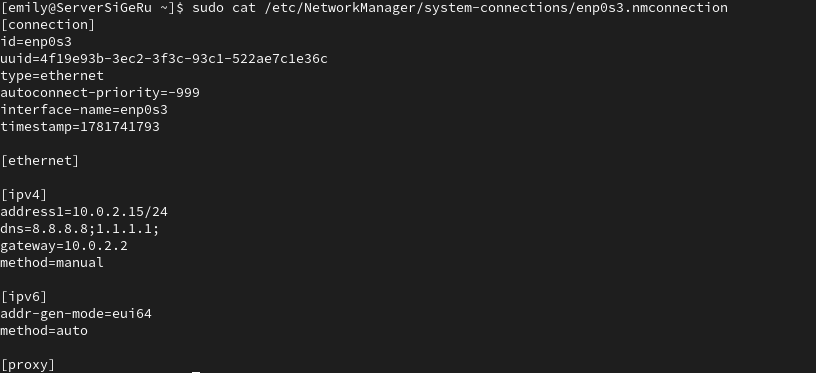 [emily@ServerSiGeRu ~]$ sudo cat /etc/NetworkManager/system-connections/enp0s3.nmconnection
[connection]
id=enp0s3
uuid=4f19e93b-3ec2-3f3c-93c1-522ae7c1e36c
type=ethernet
autoconnect-priority=-999
interface-name=enp0s3
timestamp=1781741793

[ethernet]

[ipv4]
address1=10.0.2.15/24
dns=8.8.8.8;1.1.1.1;
gateway=10.0.2.2
method=manual

[ipv6]
addr-gen-mode=eui64
method=auto

[proxy]